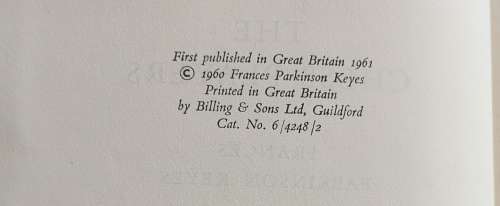 First published in Great Britain 1961
© 1960 Frances Parkinson Keyes
Printed in Great Britain
by Billing & Sons Ltd, Guildford
Cat. No. 6/4248/2